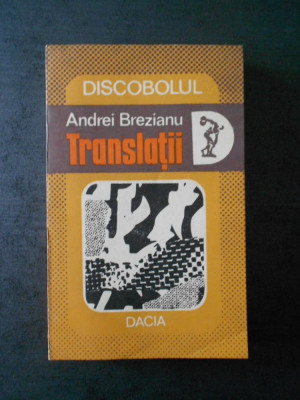 DISCOBOLUL
Andrei Brezianu
Translații
DACIA